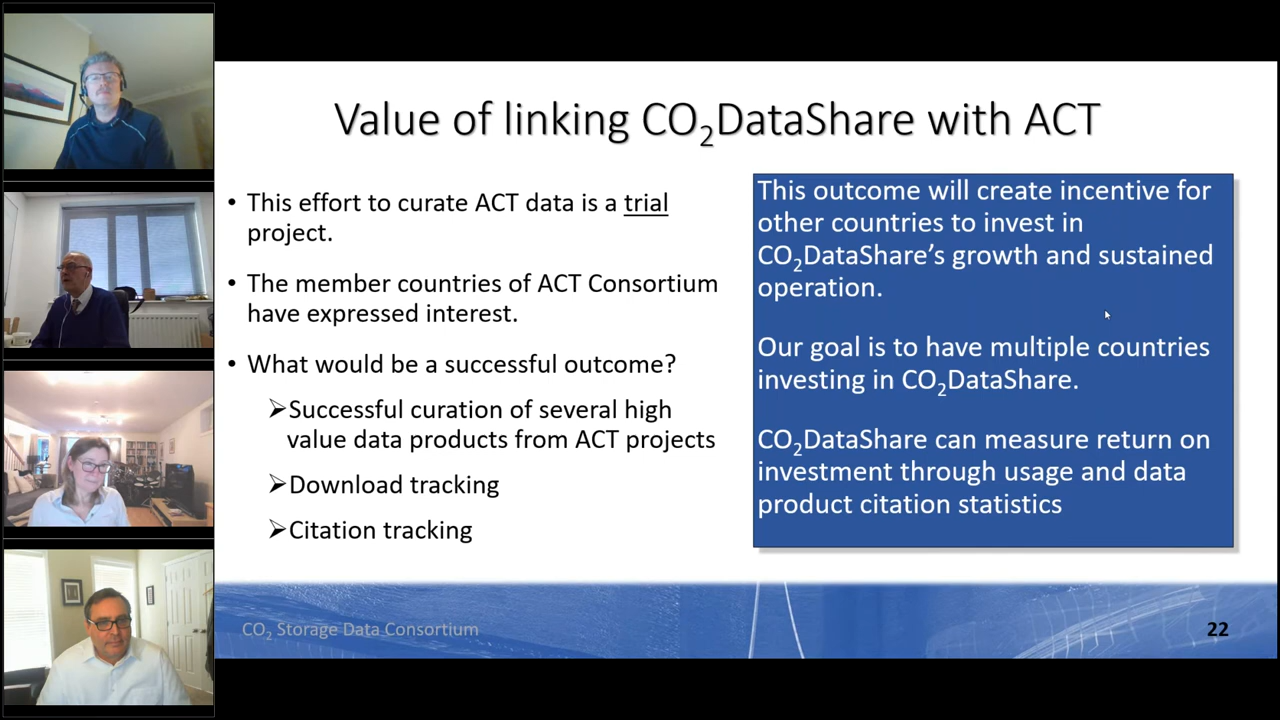 Value of linking CO₂DataShare with ACT
• This effort to curate ACT data is a trial
project.
• The member countries of ACT Consortium
have expressed interest.
• What would be a successful outcome?
➢Successful curation of several high
value data products from ACT projects
➢Download tracking
➢Citation tracking
This outcome will create incentive for
other countries to invest in
CO₂DataShare’s growth and sustained
operation.
Our goal is to have multiple countries
investing in CO₂DataShare.
CO₂DataShare can measure return on
investment through usage and data
product citation statistics
CO₂ Storage Data Consortium
22